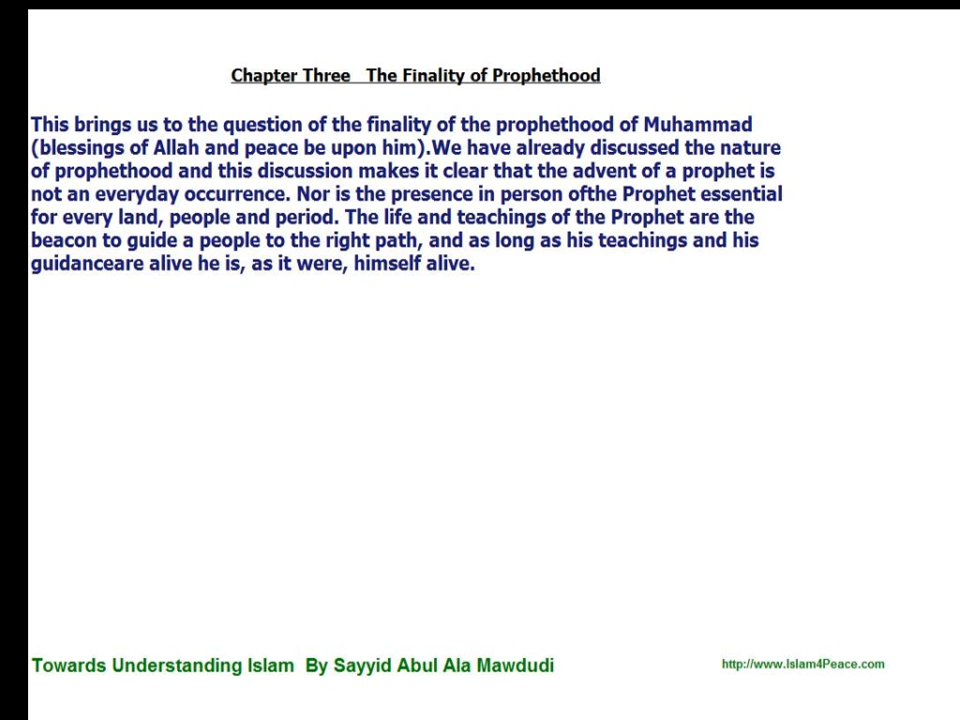 Chapter Three   The Finality of Prophethood
This brings us to the question of the finality of the prophethood of Muhammad
(blessings of Allah and peace be upon him).We have already discussed the nature
of prophethood and this discussion makes it clear that the advent of a prophet is
not an everyday occurrence. Nor is the presence in person ofthe Prophet essential
for every land, people and period. The life and teachings of the Prophet are the
beacon to guide a people to the right path, and as long as his teachings and his
guidanceare alive he is, as it were, himself alive.
Towards Understanding Islam  By Sayyid Abul Ala Mawdudi
http://www.Islam4Peace.com